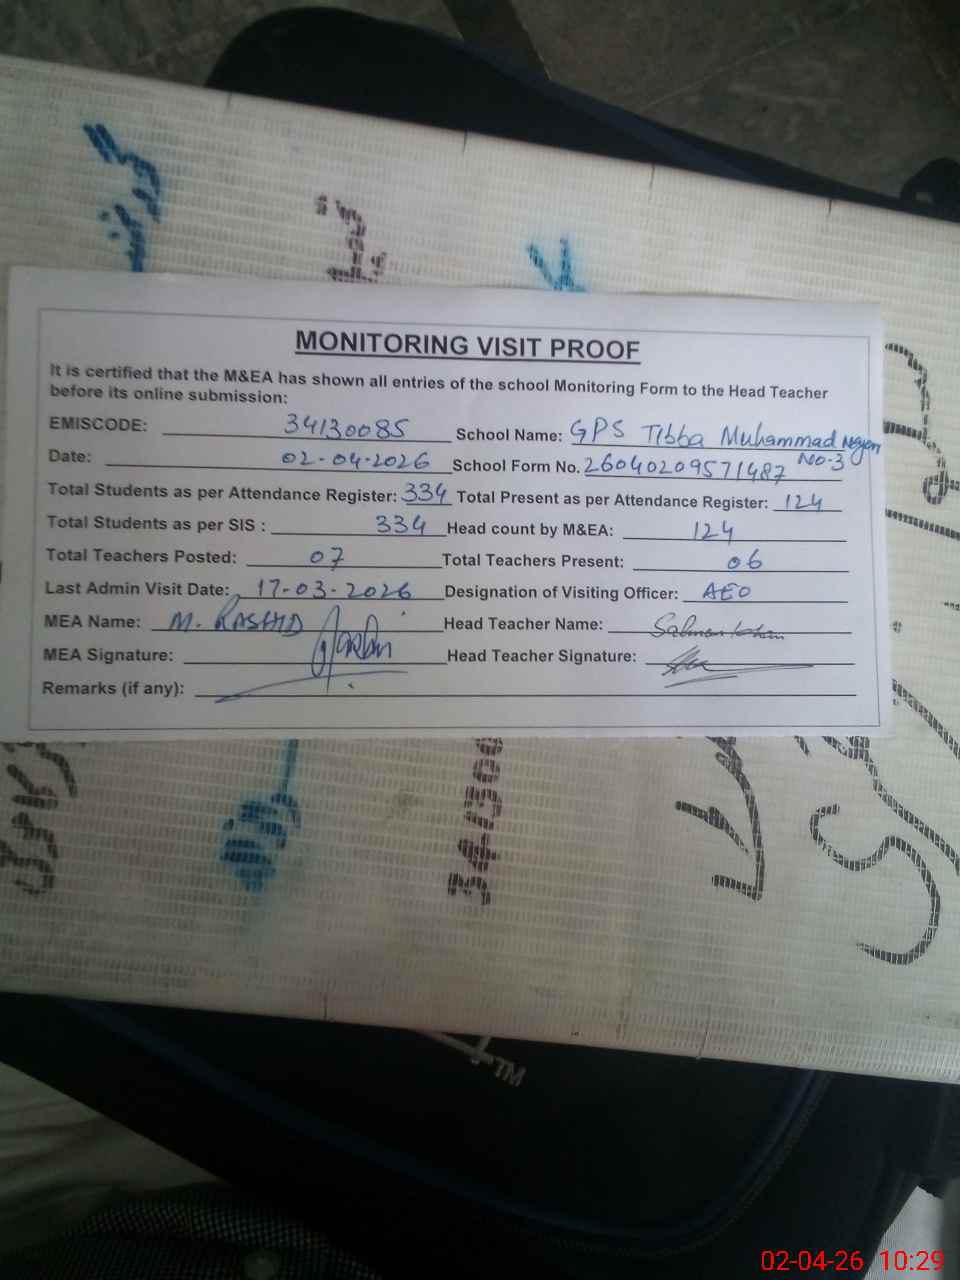 MONITORING VISIT PROOF
It is certified that the M&EA has shown all entries of the school Monitoring Form to the Head Teacher
before its online submission:
EMISCODE: 34130085 School Name: GPS Tibba Muhammad
No-3
Date: 02-04-2026 School Form No. 26040209571487
Total Students as per Attendance Register: 334 Total Present as per Attendance Register: 124
Total Students as per SIS : 334 Head count by M&EA: 124
Total Teachers Posted: 07 Total Teachers Present: 06
Last Admin Visit Date: 17-03-2026 Designation of Visiting Officer: AEO
MEA Name: M. RASHID Head Teacher Name: Salman Khan
MEA Signature: Head Teacher Signature:
Remarks (if any):
341300
TM
02-04-26 10:29